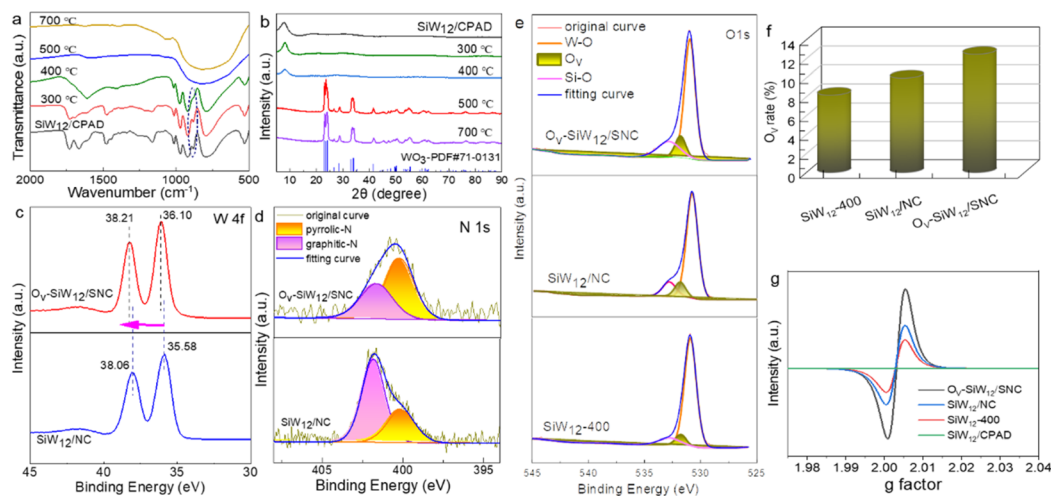 a
700 ℃
500 ℃
400 ℃
300 ℃
SiW12/CPAD
Transmittance (a.u.)
2000 1500 1000 500
Wavenumber (cm-1)
b
SiW12/CPAD
300 ℃
400 ℃
500 ℃
700 ℃
WO3-PDF#71-0131
Intensity (a.u.)
10 20 30 40 50 60 70 80 90
2θ (degree)
c
W 4f
38.21
36.10
OV-SiW12/SNC
38.06
35.58
SiW12/NC
Intensity (a.u.)
45 40 35 30
Binding Energy (eV)
d
N 1s
original curve
pyrrolic-N
graphitic-N
fitting curve
OV-SiW12/SNC
SiW12/NC
Intensity (a.u.)
405 400 395
Binding Energy (eV)
e
O1s
original curve
W-O
OV
Si-O
fitting curve
OV-SiW12/SNC
SiW12/NC
SiW12-400
Intensity (a.u.)
Intensity (a.u.)
Intensity (a.u.)
545 540 535 530 525
Binding Energy (eV)
f
14
12
10
8
6
4
2
0
OV rate (%)
SiW12-400
SiW12/NC
OV-SiW12/SNC
g
Intensity (a.u.)
OV-SiW12/SNC
SiW12/NC
SiW12-400
SiW12/CPAD
1.98 1.99 2.00 2.01 2.02 2.03 2.04
g factor